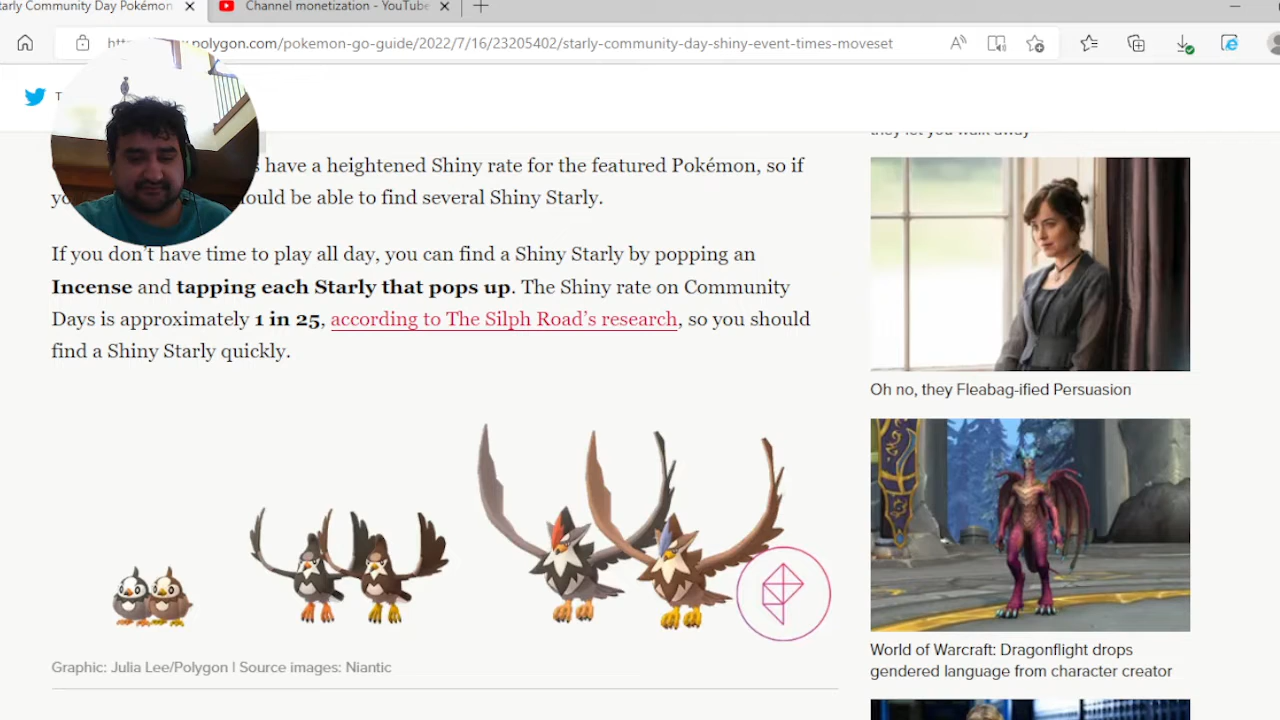 tarly Community Day Pokémon
Channel monetization - YouTube
polygon.com/pokemon-go-guide/2022/7/16/23205402/starly-community-day-shiny-event-times-moveset
they let you walk away
have a heightened Shiny rate for the featured Pokémon, so if
be able to find several Shiny Starly.
If you don't have time to play all day, you can find a Shiny Starly by popping an
Incense and tapping each Starly that pops up. The Shiny rate on Community
Days is approximately 1 in 25, according to The Silph Road's research, so you should
find a Shiny Starly quickly.
Oh no, they Fleabag-ified Persuasion
World of Warcraft: Dragonflight drops
gendered language from character creator
Graphic: Julia Lee/Polygon | Source images: Niantic